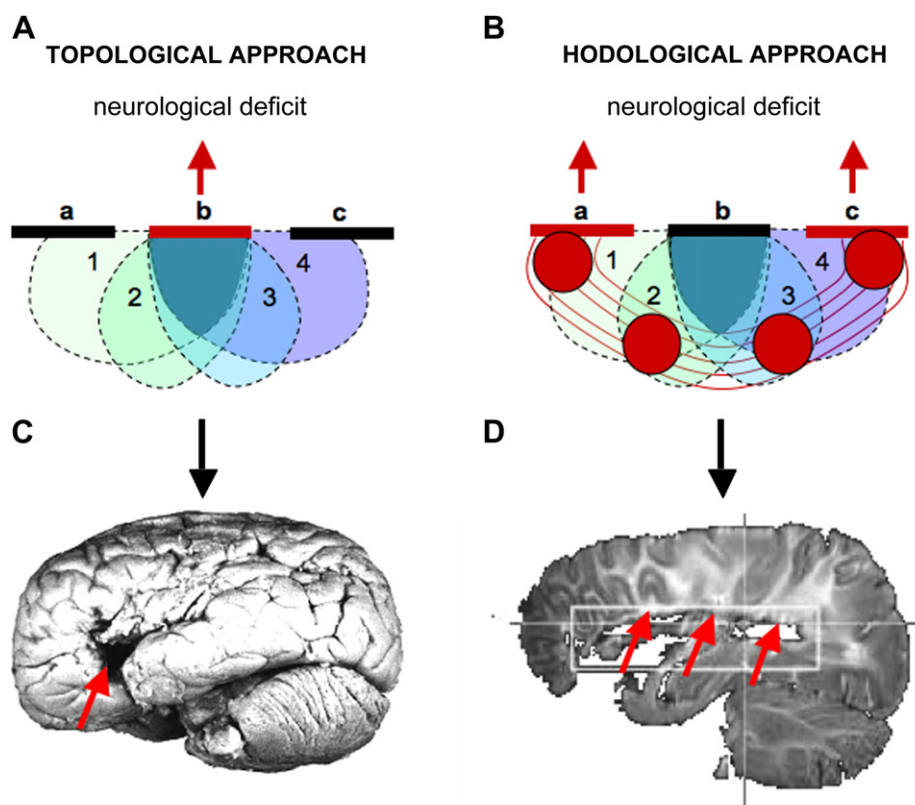 A
TOPOLOGICAL APPROACH
neurological deficit
a b c
1 2 3 4
B
HODOLOGICAL APPROACH
neurological deficit
a b c
1 2 3 4
C
D